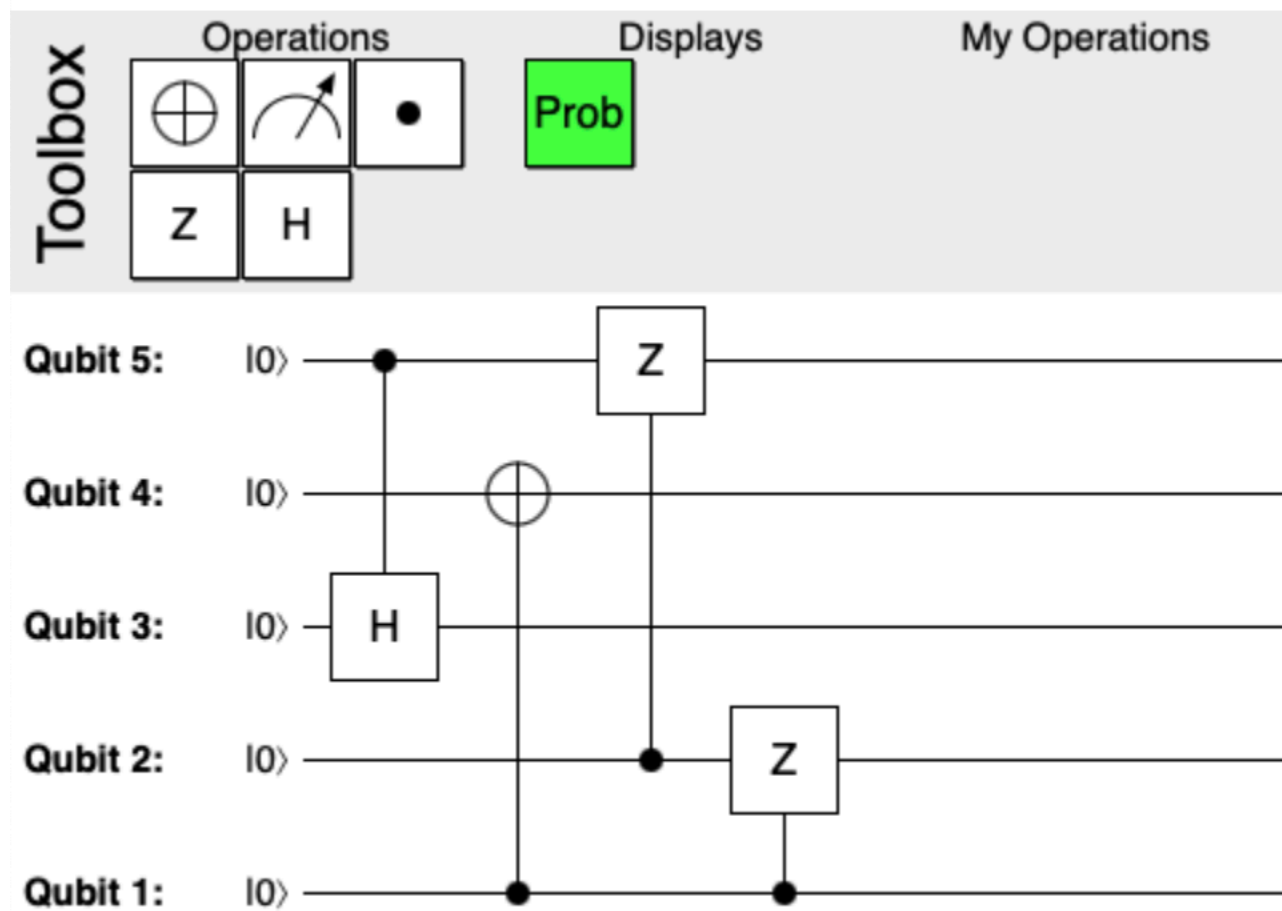 Toolbox
Operations Displays My Operations
Prob
Z H
Qubit 5: |0⟩ Z
Qubit 4: |0⟩
Qubit 3: |0⟩ H
Qubit 2: |0⟩ Z
Qubit 1: |0⟩